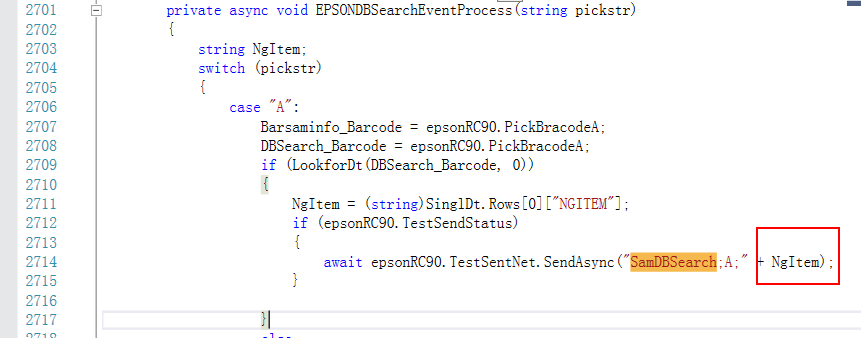 2701 private async void EPSONDBSearchEventProcess(string pickstr)
2702 {
2703 string NgItem;
2704 switch (pickstr)
2705 {
2706 case "A":
2707 Barsaminfo_Barcode = epsonRC90.PickBracodeA;
2708 DBSearch_Barcode = epsonRC90.PickBracodeA;
2709 if (LookforDt(DBSearch_Barcode, 0))
2710 {
2711 NgItem = (string)SinglDt.Rows[0]["NGITEM"];
2712 if (epsonRC90.TestSendStatus)
2713 {
2714 await epsonRC90.TestSentNet.SendAsync("SamDBSearch;A;" + NgItem);
2715 }
2716
2717 }
2718 else